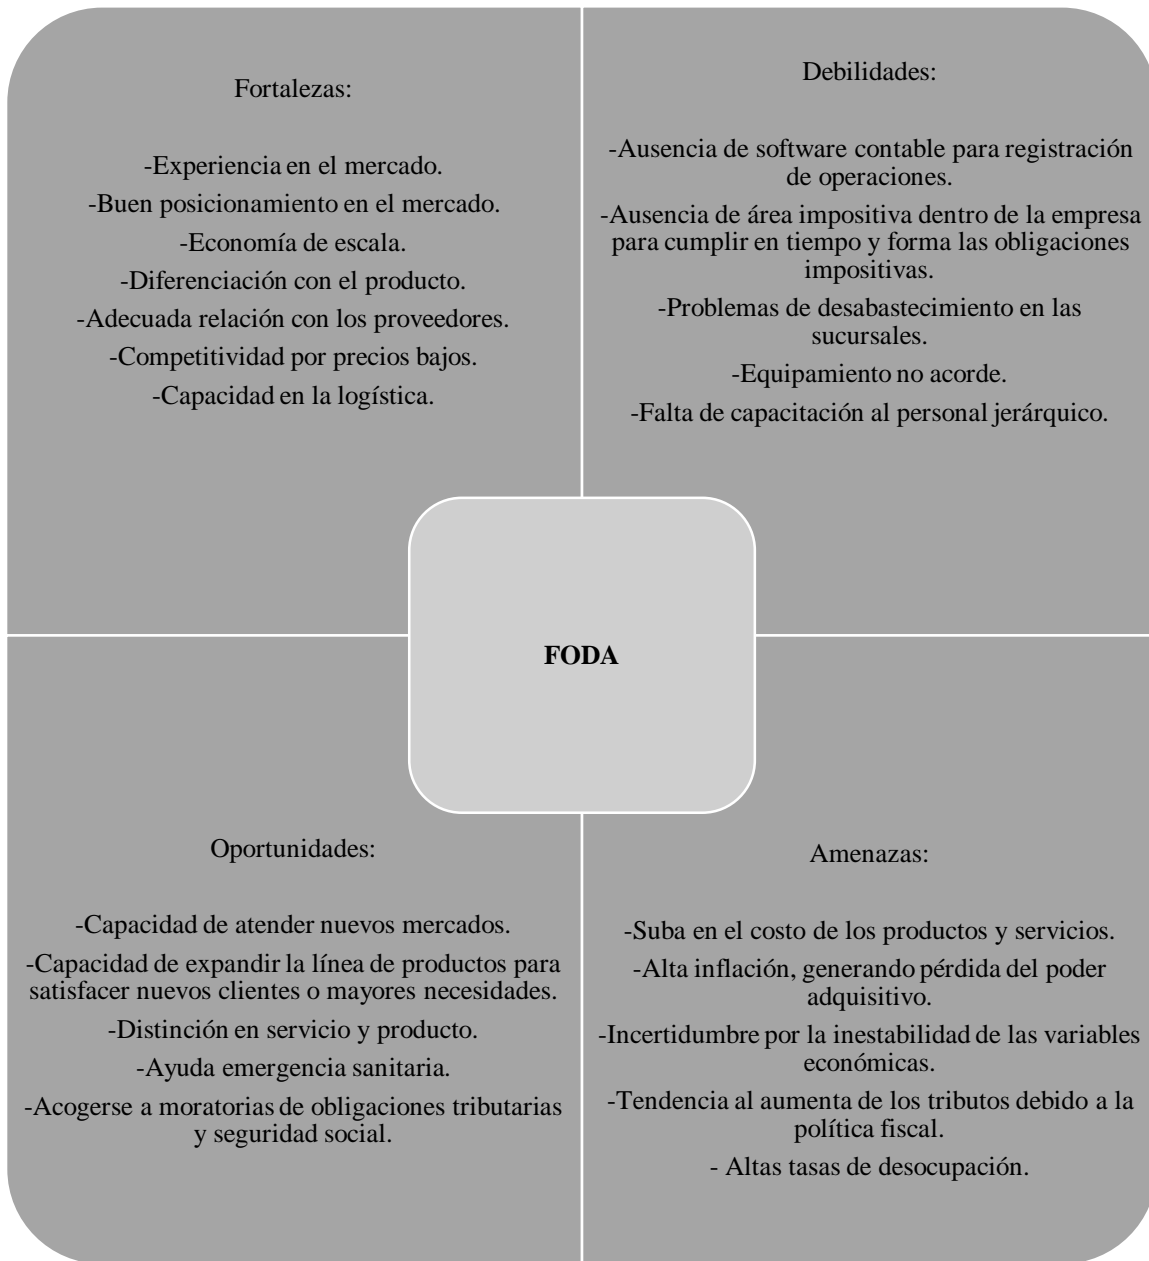 Fortalezas:
-Experiencia en el mercado.
-Buen posicionamiento en el mercado.
-Economía de escala.
-Diferenciación con el producto.
-Adecuada relación con los proveedores.
-Competitividad por precios bajos.
-Capacidad en la logística.
Debilidades:
-Ausencia de software contable para registración
de operaciones.
-Ausencia de área impositiva dentro de la empresa
para cumplir en tiempo y forma las obligaciones
impositivas.
-Problemas de desabastecimiento en las
sucursales.
-Equipamiento no acorde.
-Falta de capacitación al personal jerárquico.
FODA
Oportunidades:
-Capacidad de atender nuevos mercados.
-Capacidad de expandir la línea de productos para
satisfacer nuevos clientes o mayores necesidades.
-Distinción en servicio y producto.
-Ayuda emergencia sanitaria.
-Acogerse a moratorias de obligaciones tributarias
y seguridad social.
Amenazas:
-Suba en el costo de los productos y servicios.
-Alta inflación, generando pérdida del poder
adquisitivo.
-Incertidumbre por la inestabilidad de las variables
económicas.
-Tendencia al aumenta de los tributos debido a la
política fiscal.
- Altas tasas de desocupación.